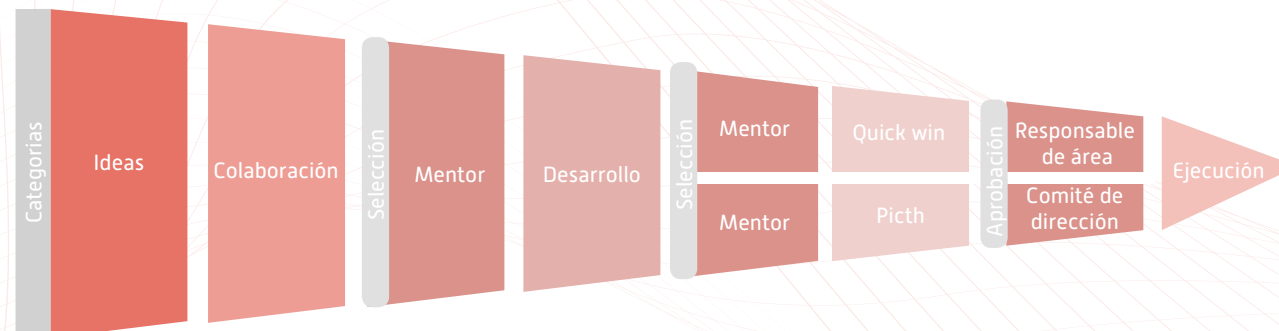 Categorias
Ideas
Colaboración
Selección
Mentor
Desarrollo
Selección
Mentor
Quick win
Mentor
Picth
Aprobación
Responsable
de área
Comité de
dirección
Ejecución